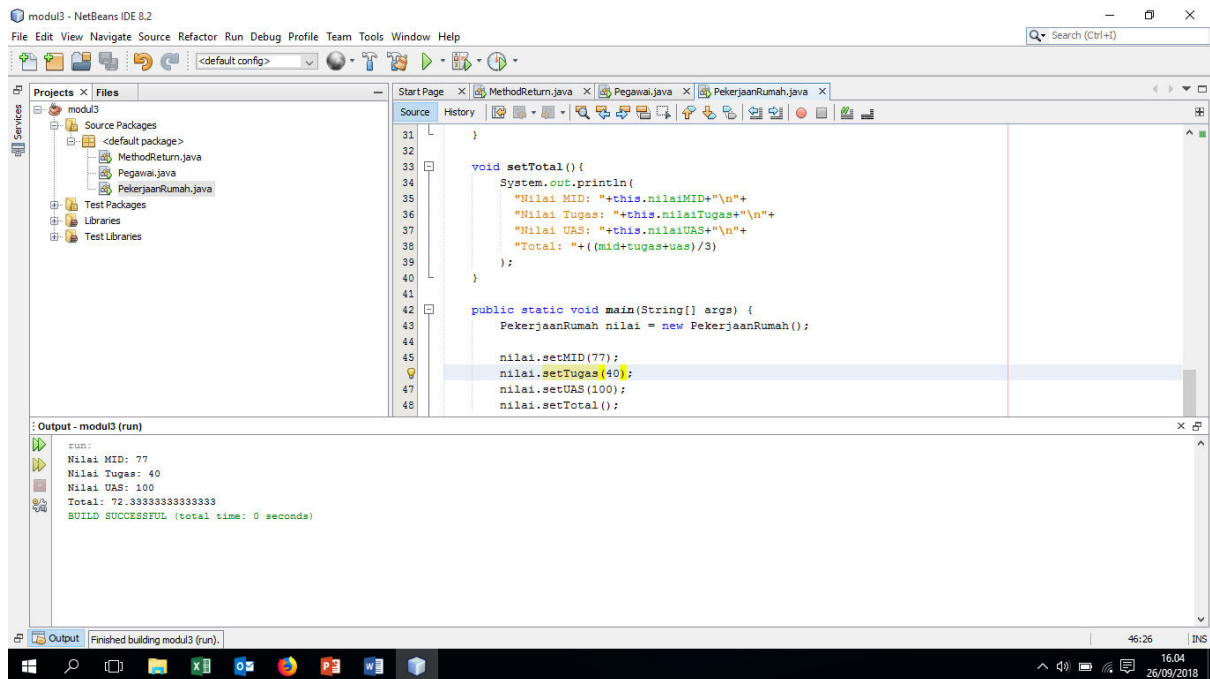 modul3 - NetBeans IDE 8.2
File Edit View Navigate Source Refactor Run Debug Profile Team Tools Window Help
Search (Ctrl+I)
<default config>
Projects Files
Services
modul3
Source Packages
<default package>
MethodReturn.java
Pegawai.java
PekerjaanRumah.java
Test Packages
Libraries
Test Libraries
Start Page MethodReturn.java Pegawai.java PekerjaanRumah.java
Source History
31 }
32
33 void setTotal(){
34 System.out.println(
35 "Nilai MID: "+this.nilaiMID+"\n"+
36 "Nilai Tugas: "+this.nilaiTugas+"\n"+
37 "Nilai UAS: "+this.nilaiUAS+"\n"+
38 "Total: "+((mid+tugas+uas)/3)
39 );
40 }
41
42 public static void main(String[] args) {
43 PekerjaanRumah nilai = new PekerjaanRumah();
44
45 nilai.setMID(77);
nilai.setTugas(40);
47 nilai.setUAS(100);
48 nilai.setTotal();
Output - modul3 (run)
run:
Nilai MID: 77
Nilai Tugas: 40
Nilai UAS: 100
Total: 72.33333333333333
BUILD SUCCESSFUL (total time: 0 seconds)
Output Finished building modul3 (run).
46:26 INS
16.04
26/09/2018